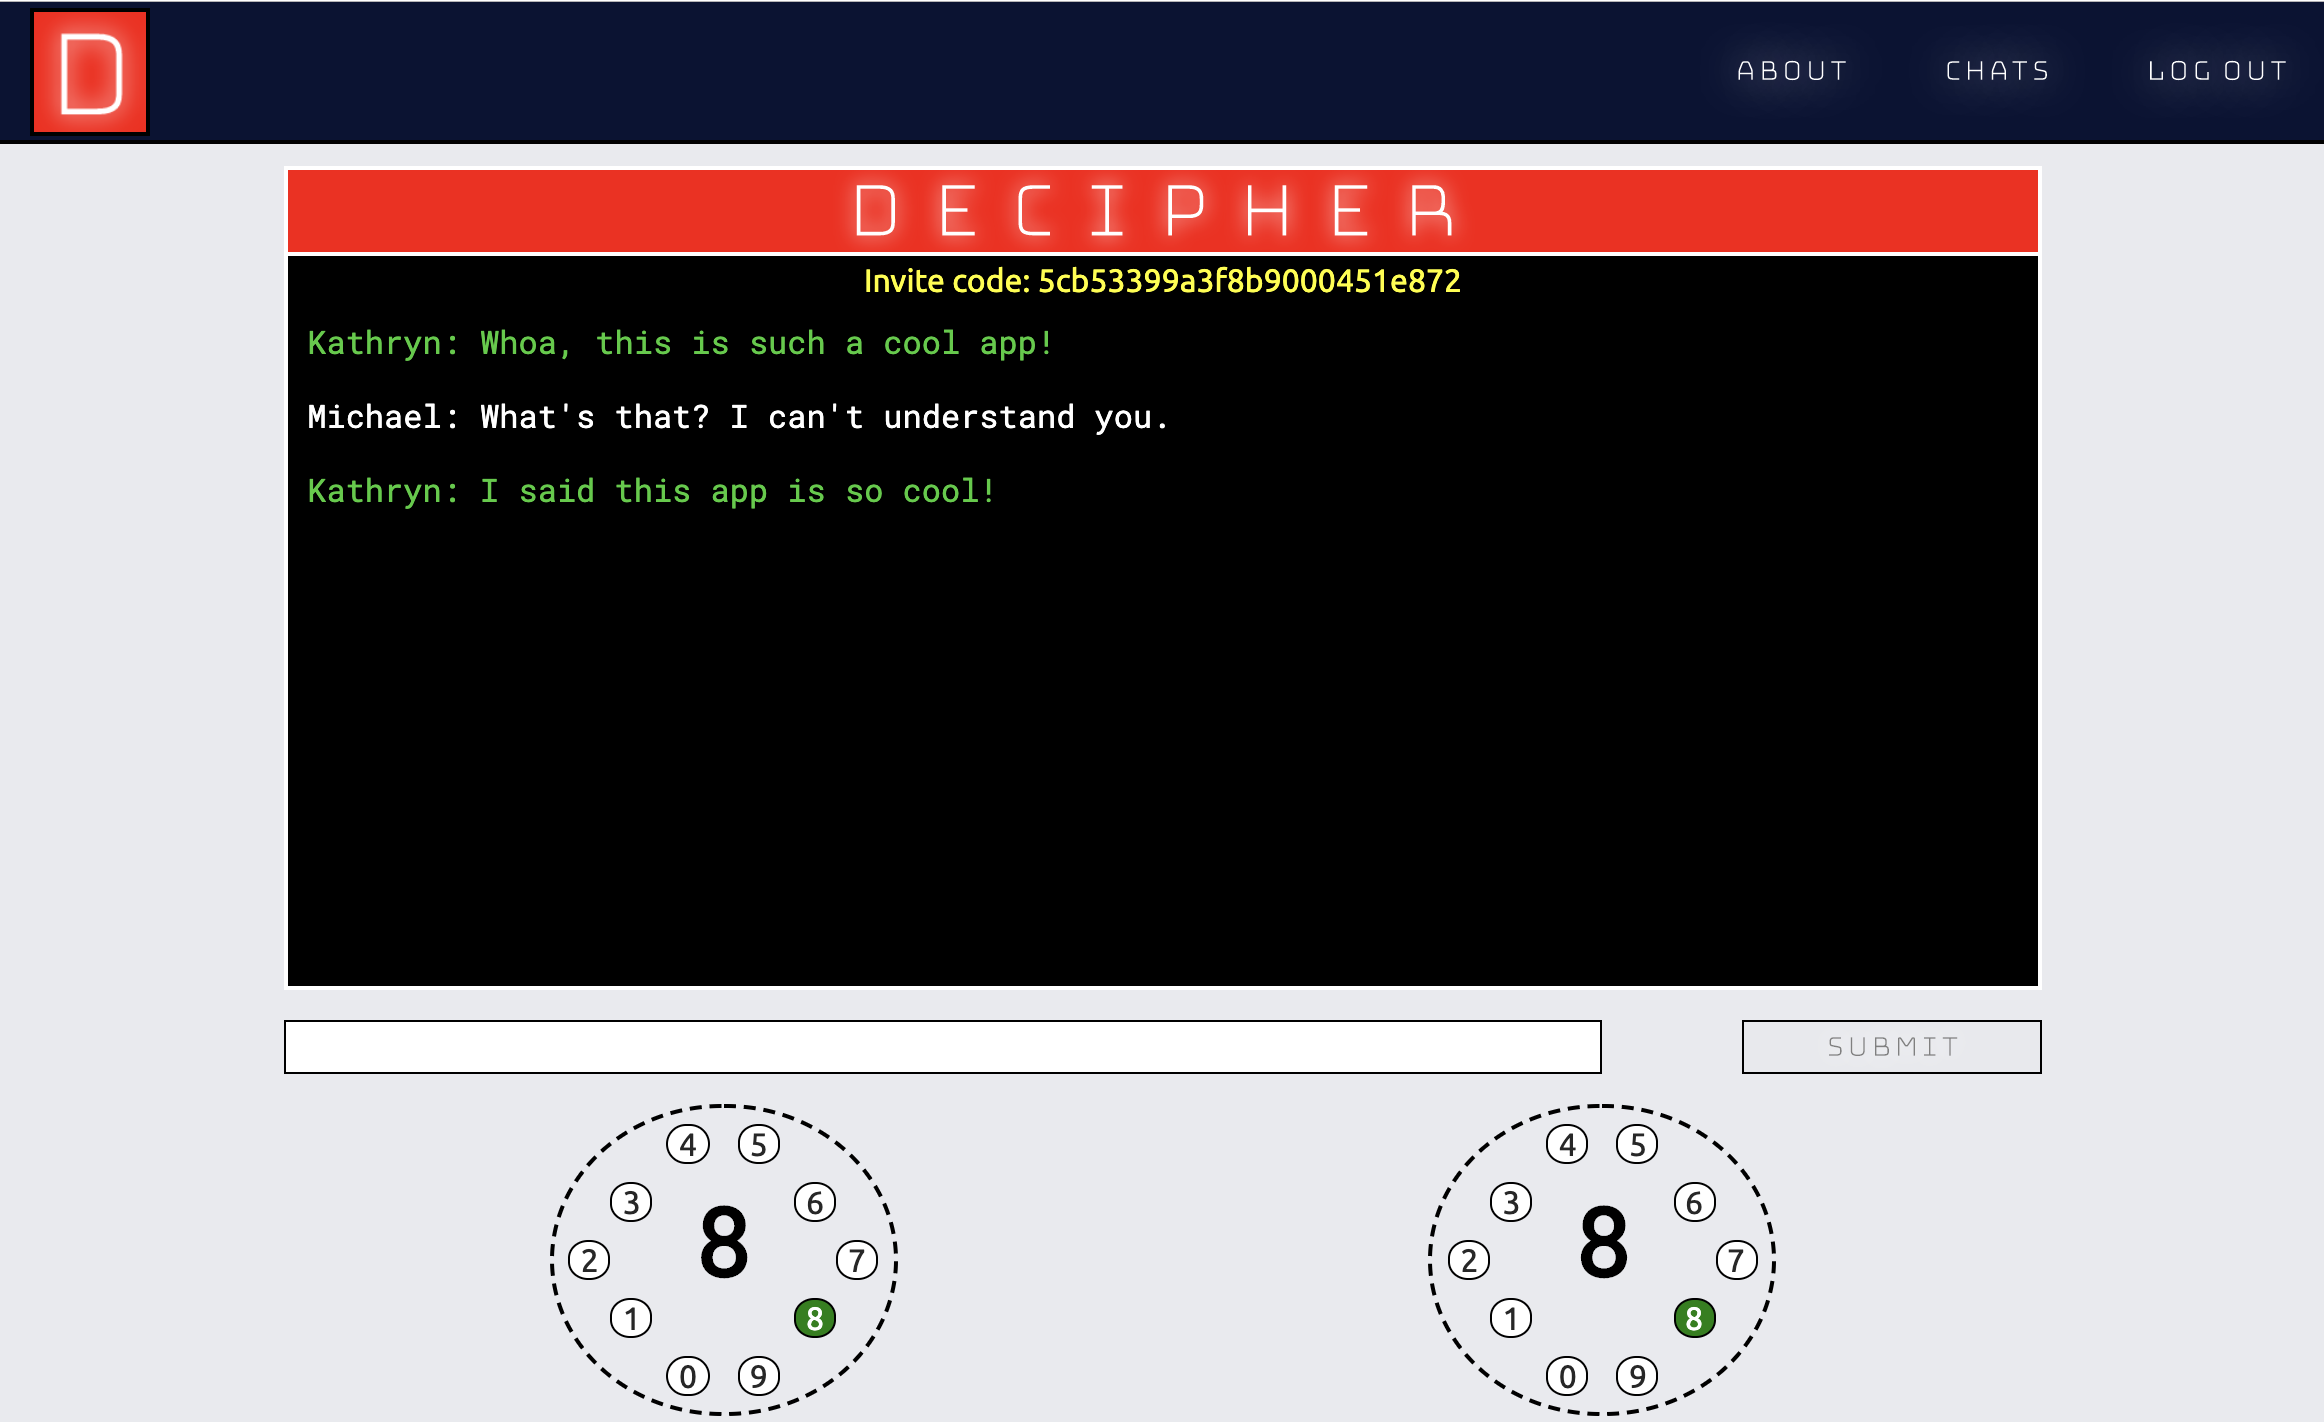 D
ABOUT CHATS LOG OUT
DECIPHER
Invite code: 5cb53399a3f8b9000451e872
Kathryn: Whoa, this is such a cool app!
Michael: What's that? I can't understand you.
Kathryn: I said this app is so cool!
SUBMIT
4 5 4 5
3 6 3 6
8 8
2 7 2 7
1 8 1 8
0 9 0 9